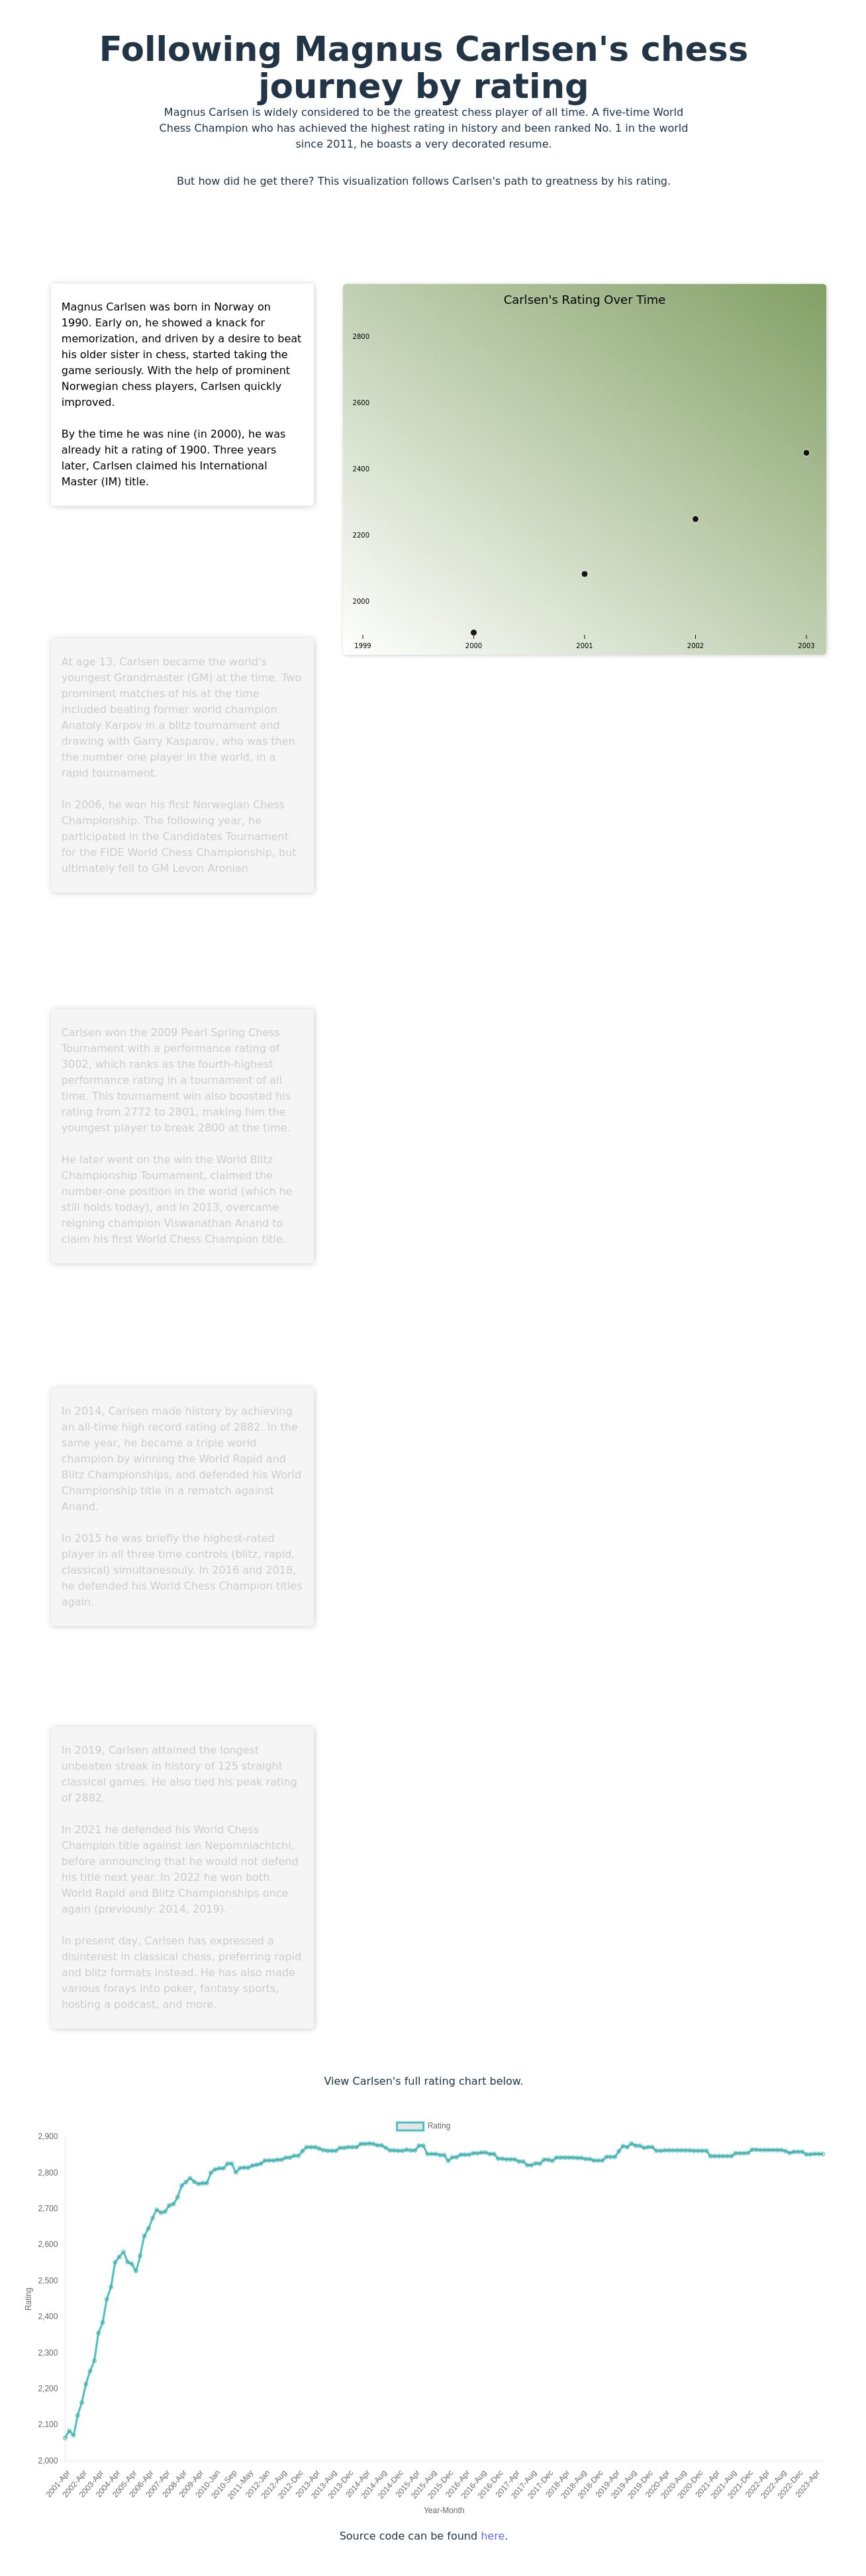 Following Magnus Carlsen's chess
journey by rating
Magnus Carlsen is widely considered to be the greatest chess player of all time. A five-time World
Chess Champion who has achieved the highest rating in history and been ranked No. 1 in the world
since 2011, he boasts a very decorated resume.
But how did he get there? This visualization follows Carlsen's path to greatness by his rating.
Magnus Carlsen was born in Norway on
1990. Early on, he showed a knack for
memorization, and driven by a desire to beat
his older sister in chess, started taking the
game seriously. With the help of prominent
Norwegian chess players, Carlsen quickly
improved.
By the time he was nine (in 2000), he was
already hit a rating of 1900. Three years
later, Carlsen claimed his International
Master (IM) title.
Carlsen's Rating Over Time
2800
2600
2400
2200
2000
1999
2000
2001
2002
2003
At age 13, Carlsen became the world's
youngest Grandmaster (GM) at the time. Two
prominent matches of his at the time
included beating former world champion
Anatoly Karpov in a blitz tournament and
drawing with Garry Kasparov, who was then
the number one player in the world, in a
rapid tournament.
In 2006, he won his first Norwegian Chess
Championship. The following year, he
participated in the Candidates Tournament
for the FIDE World Chess Championship, but
ultimately fell to GM Levon Aronian
Carlsen won the 2009 Pearl Spring Chess
Tournament with a performance rating of
3002, which ranks as the fourth-highest
performance rating in a tournament of all
time. This tournament win also boosted his
rating from 2772 to 2801, making him the
youngest player to break 2800 at the time.
He later went on the win the World Blitz
Championship Tournament, claimed the
number-one position in the world (which he
still holds today), and in 2013, overcame
reigning champion Viswanathan Anand to
claim his first World Chess Champion title.
In 2014, Carlsen made history by achieving
an all-time high record rating of 2882. In the
same year, he became a triple world
champion by winning the World Rapid and
Blitz Championships, and defended his World
Championship title in a rematch against
Anand.
In 2015 he was briefly the highest-rated
player in all three time controls (blitz, rapid,
classical) simultanesouly. In 2016 and 2018,
he defended his World Chess Champion titles
again.
In 2019, Carlsen attained the longest
unbeaten streak in history of 125 straight
classical games. He also tied his peak rating
of 2882.
In 2021 he defended his World Chess
Champion title against Ian Nepomniachtchi,
before announcing that he would not defend
his title next year. In 2022 he won both
World Rapid and Blitz Championships once
again (previously: 2014, 2019).
In present day, Carlsen has expressed a
disinterest in classical chess, preferring rapid
and blitz formats instead. He has also made
various forays into poker, fantasy sports,
hosting a podcast, and more.
View Carlsen's full rating chart below.
Rating
2,900
2,800
2,700
2,600
2,500
2,400
2,300
2,200
2,100
2,000
Rating
2001-Apr
2002-Apr
2003-Apr
2004-Apr
2005-Apr
2006-Apr
2007-Apr
2008-Apr
2009-Apr
2010-Jan
2010-Sep
2011-May
2012-Jan
2012-Aug
2012-Dec
2013-Apr
2013-Aug
2013-Dec
2014-Apr
2014-Aug
2014-Dec
2015-Apr
2015-Aug
2015-Dec
2016-Apr
2016-Aug
2016-Dec
2017-Apr
2017-Aug
2017-Dec
2018-Apr
2018-Aug
2018-Dec
2019-Apr
2019-Aug
2019-Dec
2020-Apr
2020-Aug
2020-Dec
2021-Apr
2021-Aug
2021-Dec
2022-Apr
2022-Aug
2022-Dec
2023-Apr
Year-Month
Source code can be found here.